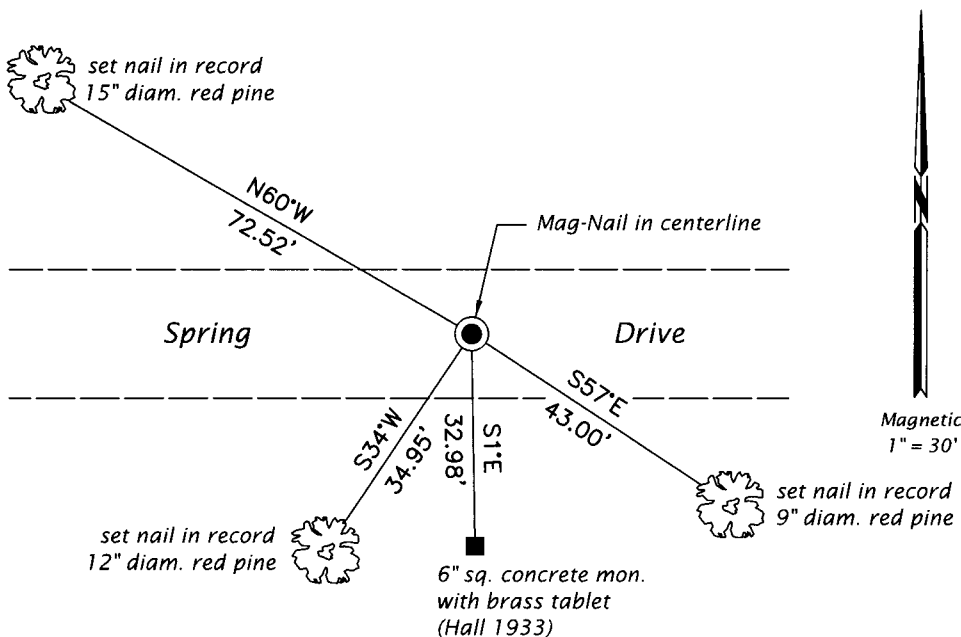 set nail in record
15" diam. red pine
N60°W
72.52'
Mag-Nail in centerline
Spring Drive
N
S57°E
43.00'
S34°W
34.95'
S1°E
32.98'
Magnetic
1" = 30'
set nail in record
9" diam. red pine
set nail in record
12" diam. red pine
6" sq. concrete mon.
with brass tablet
(Hall 1933)